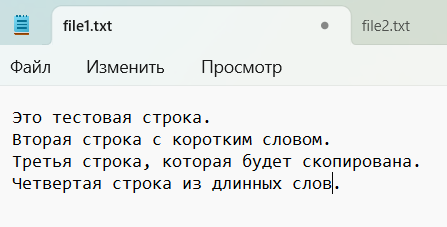 file1.txt
file2.txt
Файл Изменить Просмотр
Это тестовая строка.
Вторая строка с коротким словом.
Третья строка, которая будет скопирована.
Четвертая строка из длинных слов.